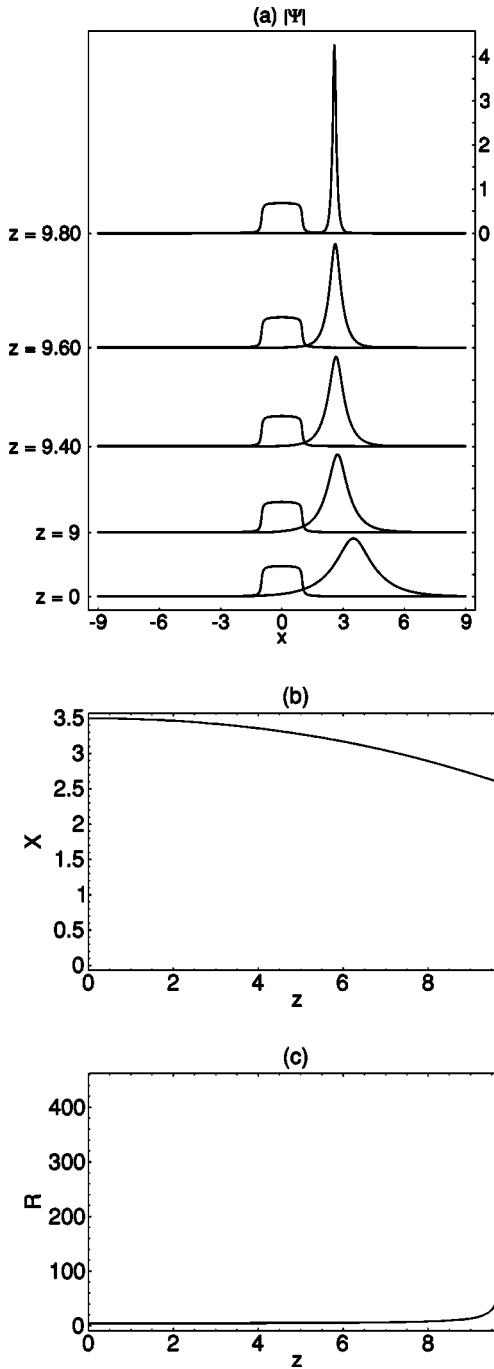 (a) |Ψ|
4
3
2
1
z = 9.80 0
z = 9.60
z = 9.40
z = 9
z = 0
-9 -6 -3 0 3 6 9
x
(b)
3.5
3
2.5
2
1.5
1
0.5
0
X
0 2 4 6 8
z
(c)
400
300
200
100
0
R
0 2 4 6 8
z